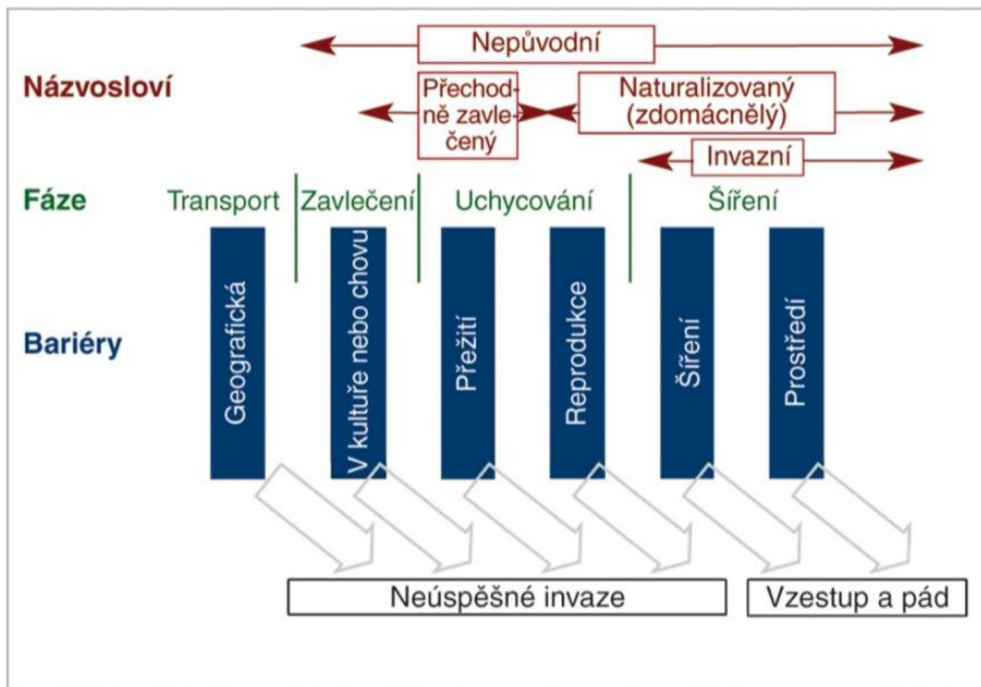 Nepůvodní
Názvosloví
Přechod-
ně zavle-
čený
Naturalizovaný
(zdomácnělý)
Invazní
Fáze
Transport
Zavlečení
Uchycování
Šíření
Bariéry
Geografická
V kultuře nebo chovu
Přežití
Reprodukce
Šíření
Prostředí
Neúspěšné invaze
Vzestup a pád